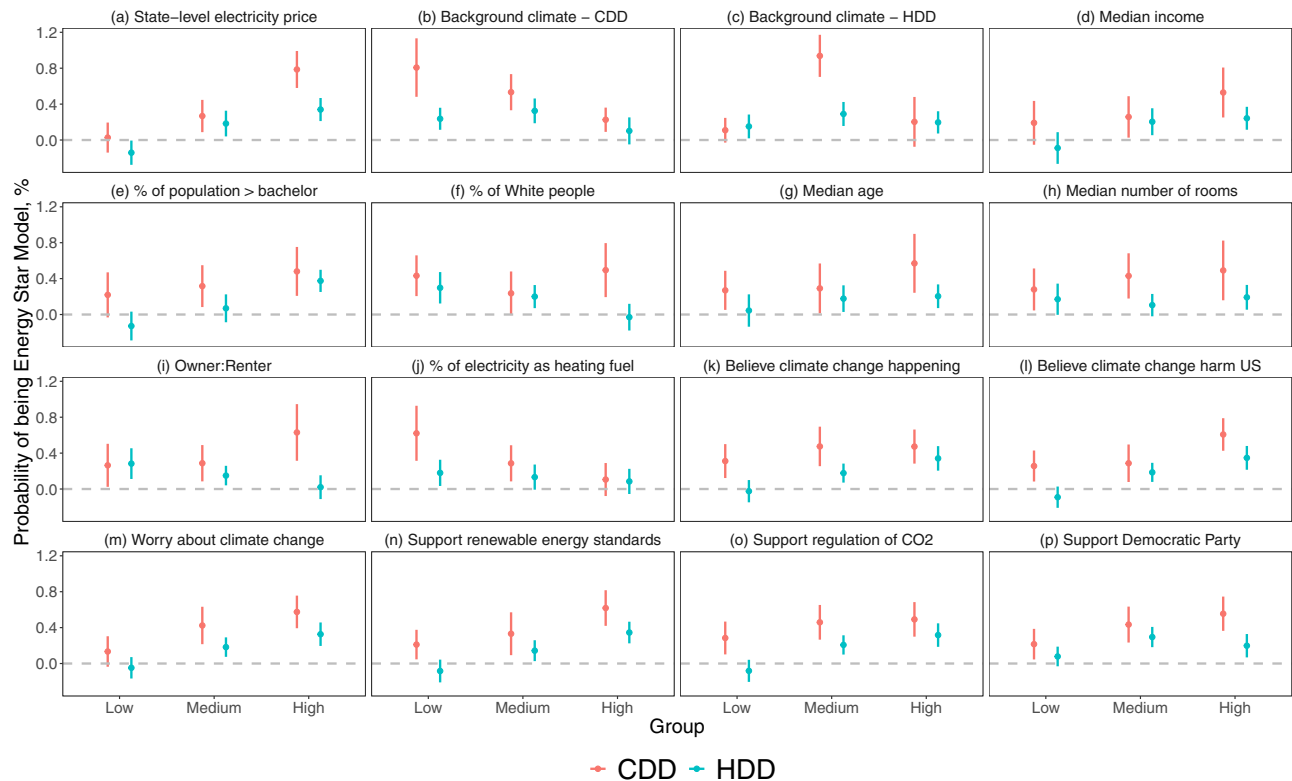 (a) State−level electricity price
(b) Background climate − CDD
(c) Background climate − HDD
(d) Median income
1.2
0.8
0.4
0.0
(e) % of population > bachelor
(f) % of White people
(g) Median age
(h) Median number of rooms
1.2
0.8
0.4
0.0
Probability of being Energy Star Model, %
(i) Owner:Renter
(j) % of electricity as heating fuel
(k) Believe climate change happening
(l) Believe climate change harm US
1.2
0.8
0.4
0.0
(m) Worry about climate change
(n) Support renewable energy standards
(o) Support regulation of CO2
(p) Support Democratic Party
1.2
0.8
0.4
0.0
Low Medium High Low Medium High Low Medium High Low Medium High
Group
CDD HDD